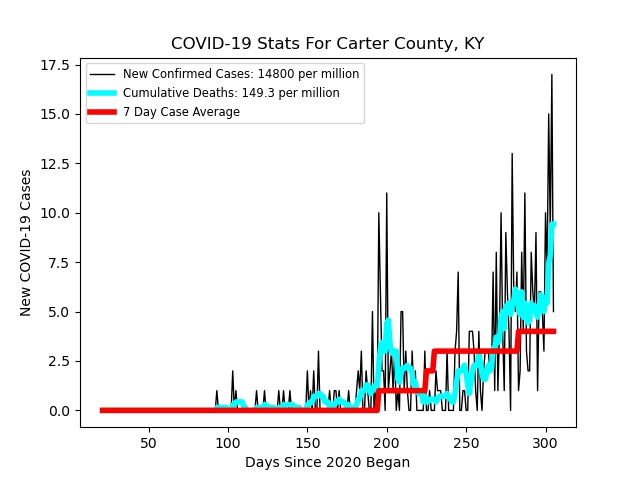 COVID-19 Stats For Carter County, KY
New Confirmed Cases: 14800 per million
Cumulative Deaths: 149.3 per million
7 Day Case Average
17.5
15.0
12.5
10.0
7.5
5.0
2.5
0.0
New COVID-19 Cases
50 100 150 200 250 300
Days Since 2020 Began